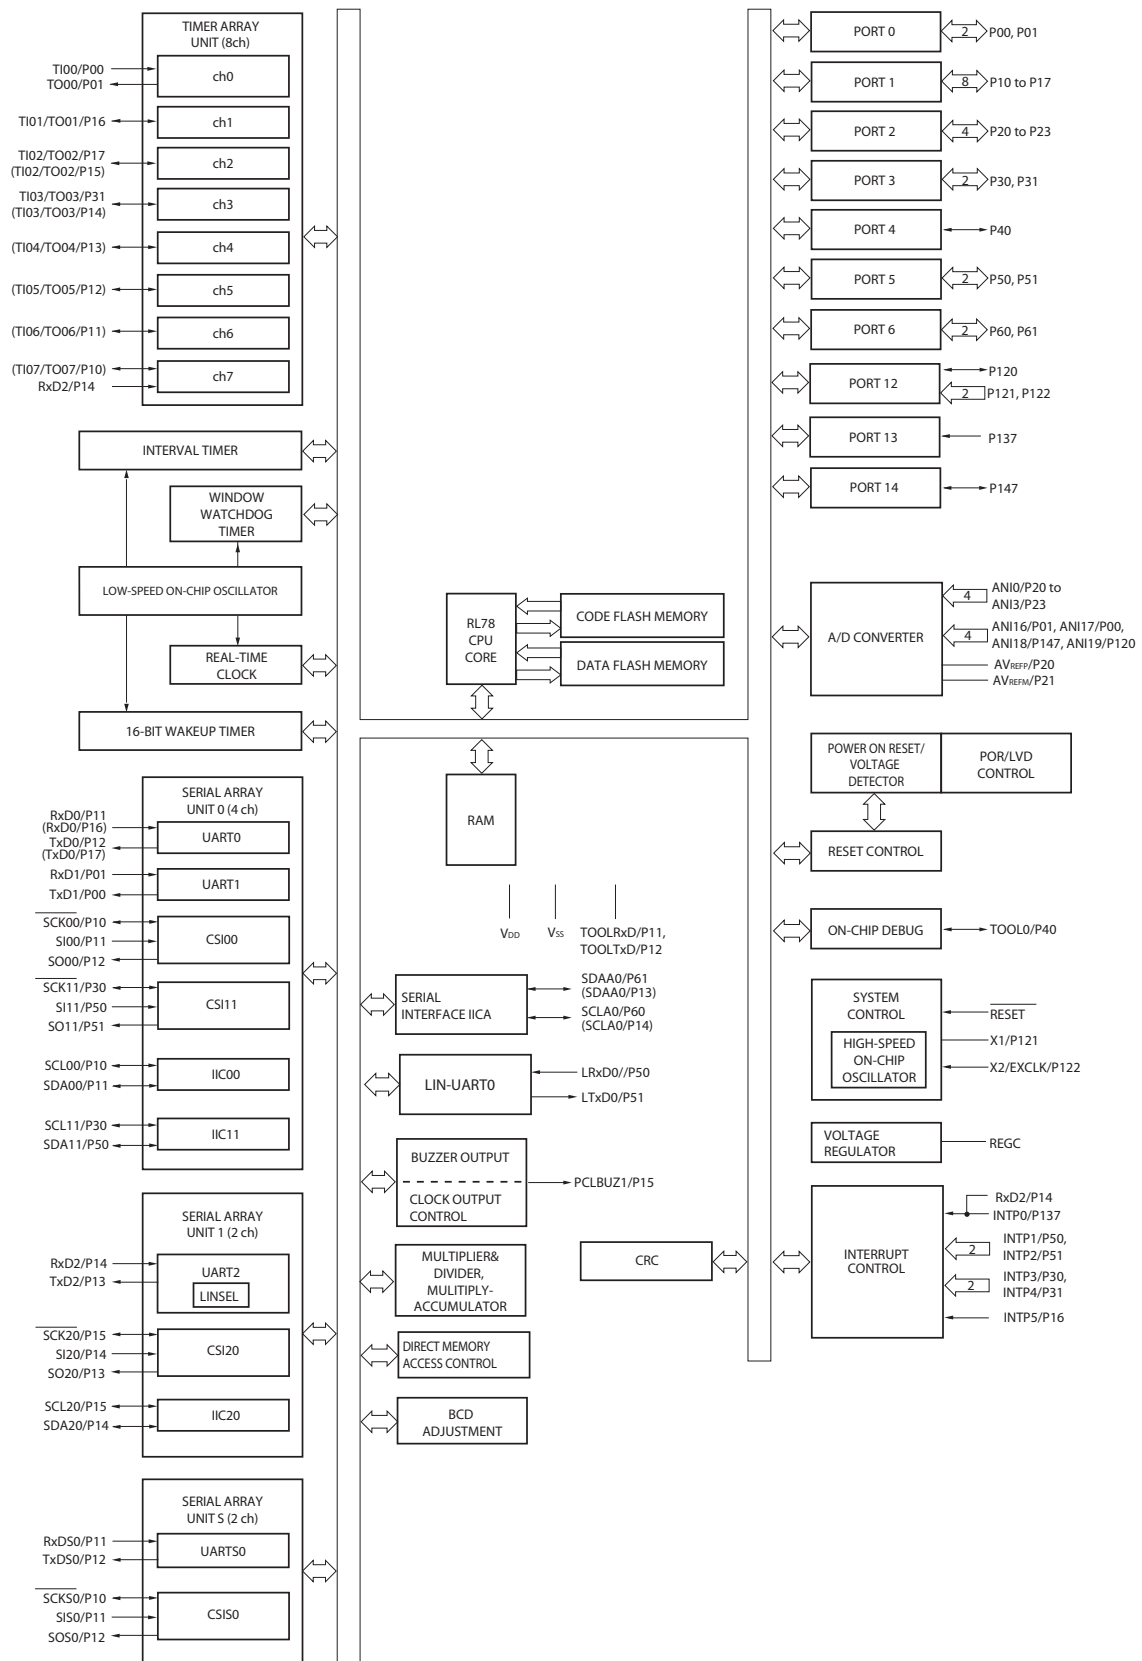 TIMER ARRAY
UNIT (8ch)
TI00/P00
TO00/P01
ch0
TI01/TO01/P16
ch1
TI02/TO02/P17
(TI02/TO02/P15)
ch2
TI03/TO03/P31
(TI03/TO03/P14)
ch3
(TI04/TO04/P13)
ch4
(TI05/TO05/P12)
ch5
(TI06/TO06/P11)
ch6
(TI07/TO07/P10)
RxD2/P14
ch7
INTERVAL TIMER
WINDOW
WATCHDOG
TIMER
LOW-SPEED ON-CHIP OSCILLATOR
REAL-TIME
CLOCK
16-BIT WAKEUP TIMER
SERIAL ARRAY
UNIT 0 (4 ch)
RxD0/P11
(RxD0/P16)
TxD0/P12
(TxD0/P17)
UART0
RxD1/P01
TxD1/P00
UART1
SCK00/P10
SI00/P11
SO00/P12
CSI00
SCK11/P30
SI11/P50
SO11/P51
CSI11
SCL00/P10
SDA00/P11
IIC00
SCL11/P30
SDA11/P50
IIC11
SERIAL ARRAY
UNIT 1 (2 ch)
RxD2/P14
TxD2/P13
UART2
LINSEL
SCK20/P15
SI20/P14
SO20/P13
CSI20
SCL20/P15
SDA20/P14
IIC20
SERIAL ARRAY
UNIT S (2 ch)
RxDS0/P11
TxDS0/P12
UARTS0
SCKS0/P10
SIS0/P11
SOS0/P12
CSIS0
RL78
CPU
CORE
CODE FLASH MEMORY
DATA FLASH MEMORY
RAM
VDD
VSS
TOOLRxD/P11,
TOOLTxD/P12
SERIAL
INTERFACE IICA
SDAA0/P61
(SDAA0/P13)
SCLA0/P60
(SCLA0/P14)
LIN-UART0
LRxD0//P50
LTxD0/P51
BUZZER OUTPUT
CLOCK OUTPUT
CONTROL
PCLBUZ1/P15
MULTIPLIER&
DIVIDER,
MULITIPLY-
ACCUMULATOR
DIRECT MEMORY
ACCESS CONTROL
BCD
ADJUSTMENT
CRC
PORT 0
2
P00, P01
PORT 1
8
P10 to P17
PORT 2
4
P20 to P23
PORT 3
2
P30, P31
PORT 4
P40
PORT 5
2
P50, P51
PORT 6
2
P60, P61
PORT 12
P120
2
P121, P122
PORT 13
P137
PORT 14
P147
A/D CONVERTER
4
ANI0/P20 to
ANI3/P23
4
ANI16/P01, ANI17/P00,
ANI18/P147, ANI19/P120
AVREFP/P20
AVREFM/P21
POWER ON RESET/
VOLTAGE
DETECTOR
POR/LVD
CONTROL
RESET CONTROL
ON-CHIP DEBUG
TOOL0/P40
SYSTEM
CONTROL
HIGH-SPEED
ON-CHIP
OSCILLATOR
RESET
X1/P121
X2/EXCLK/P122
VOLTAGE
REGULATOR
REGC
INTERRUPT
CONTROL
RxD2/P14
INTP0/P137
2
INTP1/P50,
INTP2/P51
2
INTP3/P30,
INTP4/P31
INTP5/P16